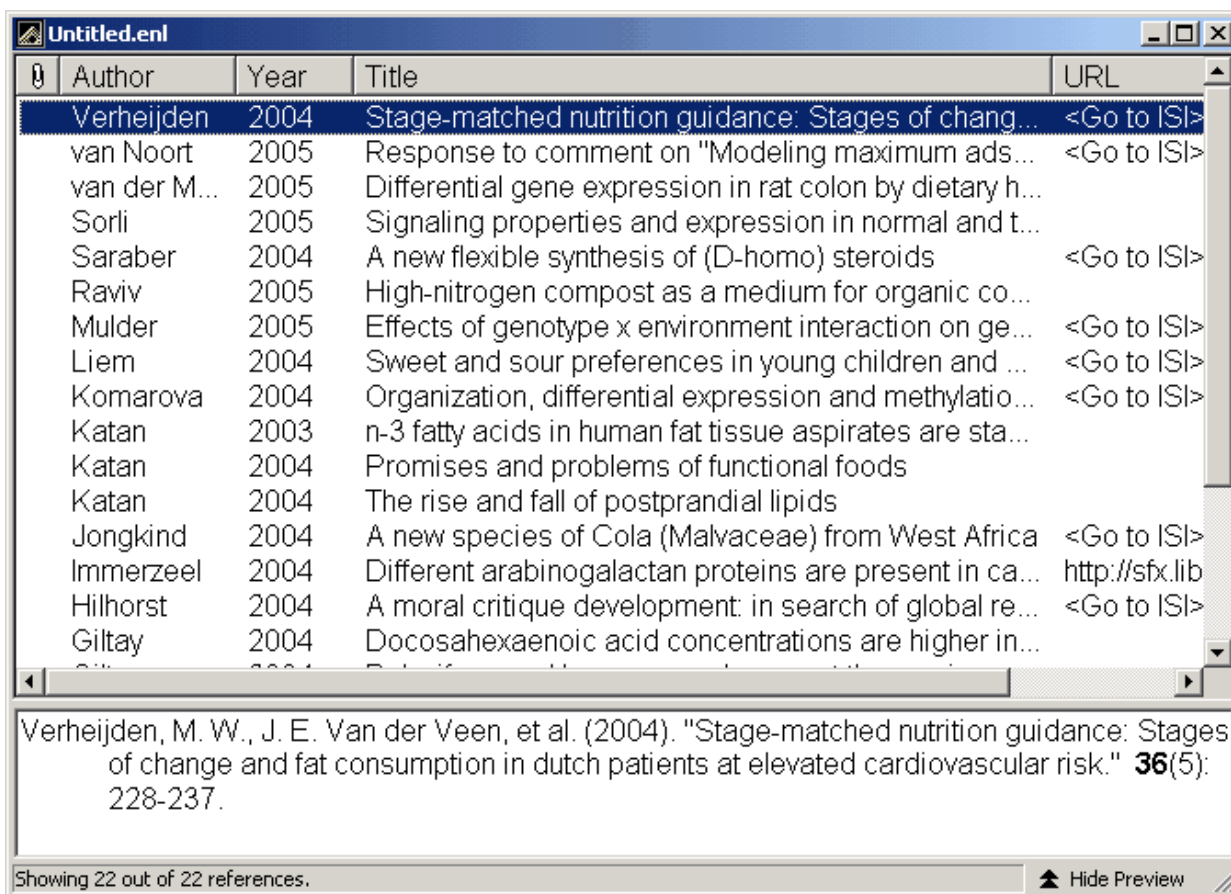 Untitled.enl
Author Year Title URL
Verheijden 2004 Stage-matched nutrition guidance: Stages of chang... <Go to ISI>
van Noort 2005 Response to comment on "Modeling maximum ads... <Go to ISI>
van der M... 2005 Differential gene expression in rat colon by dietary h...
Sorli 2005 Signaling properties and expression in normal and t...
Saraber 2004 A new flexible synthesis of (D-homo) steroids <Go to ISI>
Raviv 2005 High-nitrogen compost as a medium for organic co...
Mulder 2005 Effects of genotype x environment interaction on ge... <Go to ISI>
Liem 2004 Sweet and sour preferences in young children and ... <Go to ISI>
Komarova 2004 Organization, differential expression and methylatio... <Go to ISI>
Katan 2003 n-3 fatty acids in human fat tissue aspirates are sta...
Katan 2004 Promises and problems of functional foods
Katan 2004 The rise and fall of postprandial lipids
Jongkind 2004 A new species of Cola (Malvaceae) from West Africa <Go to ISI>
Immerzeel 2004 Different arabinogalactan proteins are present in ca... http://sfx.lib
Hilhorst 2004 A moral critique development: in search of global re... <Go to ISI>
Giltay 2004 Docosahexaenoic acid concentrations are higher in...
Verheijden, M. W., J. E. Van der Veen, et al. (2004). "Stage-matched nutrition guidance: Stages
of change and fat consumption in dutch patients at elevated cardiovascular risk." 36(5):
228-237.
Showing 22 out of 22 references. Hide Preview